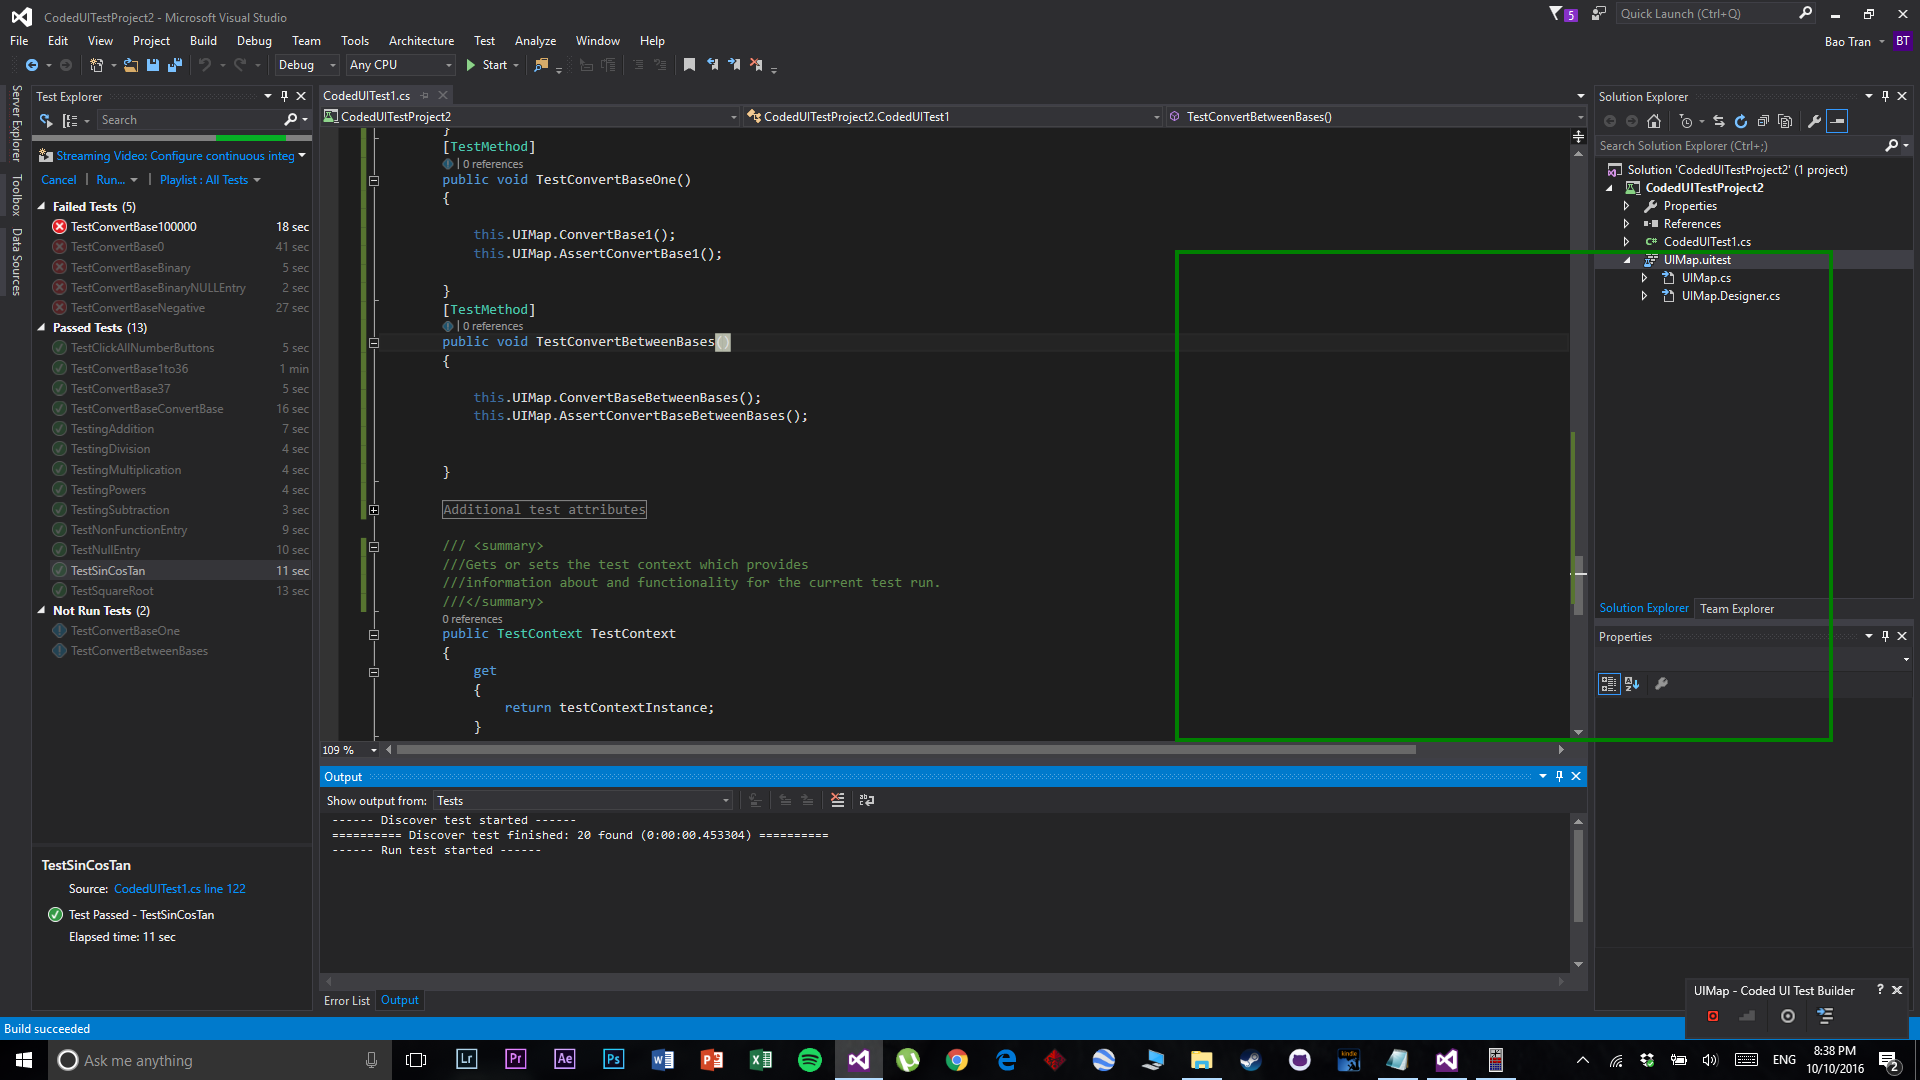 CodedUITestProject2 - Microsoft Visual Studio
5
Quick Launch (Ctrl+Q)
File Edit View Project Build Debug Team Tools Architecture Test Analyze Window Help
Bao Tran BT
Debug Any CPU Start
Server Explorer
Toolbox
Data Sources
Test Explorer
Search
Streaming Video: Configure continuous integ
Cancel Run... Playlist : All Tests
Failed Tests (5)
TestConvertBase100000 18 sec
TestConvertBase0 41 sec
TestConvertBaseBinary 5 sec
TestConvertBaseBinaryNULLEntry 2 sec
TestConvertBaseNegative 27 sec
Passed Tests (13)
TestClickAllNumberButtons 5 sec
TestConvertBase1to36 1 min
TestConvertBase37 5 sec
TestConvertBaseConvertBase 16 sec
TestingAddition 7 sec
TestingDivision 4 sec
TestingMultiplication 4 sec
TestingPowers 4 sec
TestingSubtraction 3 sec
TestNonFunctionEntry 9 sec
TestNullEntry 10 sec
TestSinCosTan 11 sec
TestSquareRoot 13 sec
Not Run Tests (2)
TestConvertBaseOne
TestConvertBetweenBases
TestSinCosTan
Source: CodedUITest1.cs line 122
Test Passed - TestSinCosTan
Elapsed time: 11 sec
CodedUITest1.cs
CodedUITestProject2 CodedUITestProject2.CodedUITest1 TestConvertBetweenBases()
}
[TestMethod]
| 0 references
public void TestConvertBaseOne()
{
this.UIMap.ConvertBase1();
this.UIMap.AssertConvertBase1();
}
[TestMethod]
| 0 references
public void TestConvertBetweenBases()
{
this.UIMap.ConvertBaseBetweenBases();
this.UIMap.AssertConvertBaseBetweenBases();
}
Additional test attributes
/// <summary>
///Gets or sets the test context which provides
///information about and functionality for the current test run.
///</summary>
0 references
public TestContext TestContext
{
get
{
return testContextInstance;
}
109 %
Output
Show output from: Tests
------ Discover test started ------
========== Discover test finished: 20 found (0:00:00.453304) ==========
------ Run test started ------
Error List Output
Solution Explorer
Search Solution Explorer (Ctrl+;)
Solution 'CodedUITestProject2' (1 project)
CodedUITestProject2
Properties
References
C# CodedUITest1.cs
UIMap.uitest
UIMap.cs
UIMap.Designer.cs
Solution Explorer Team Explorer
Properties
UIMap - Coded UI Test Builder ?
Build succeeded
Ask me anything
Lr Pr Ae Ps
kindle
ENG
8:38 PM
10/10/2016
2